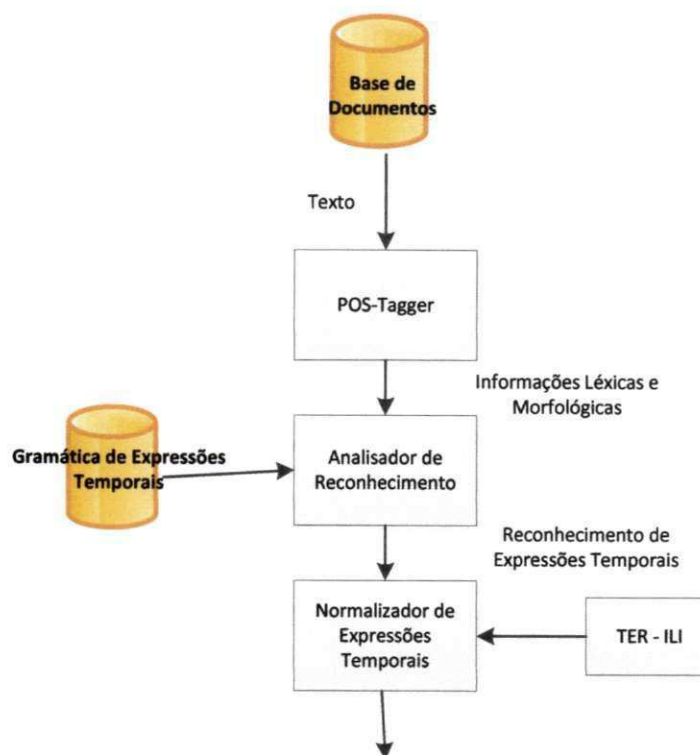 Base de
Documentos
Texto
POS-Tagger
Informações Léxicas e
Morfológicas
Gramática de Expressões
Temporais
Analisador de
Reconhecimento
Reconhecimento de
Expressões Temporais
Normalizador de
Expressões
Temporais
TER - ILI